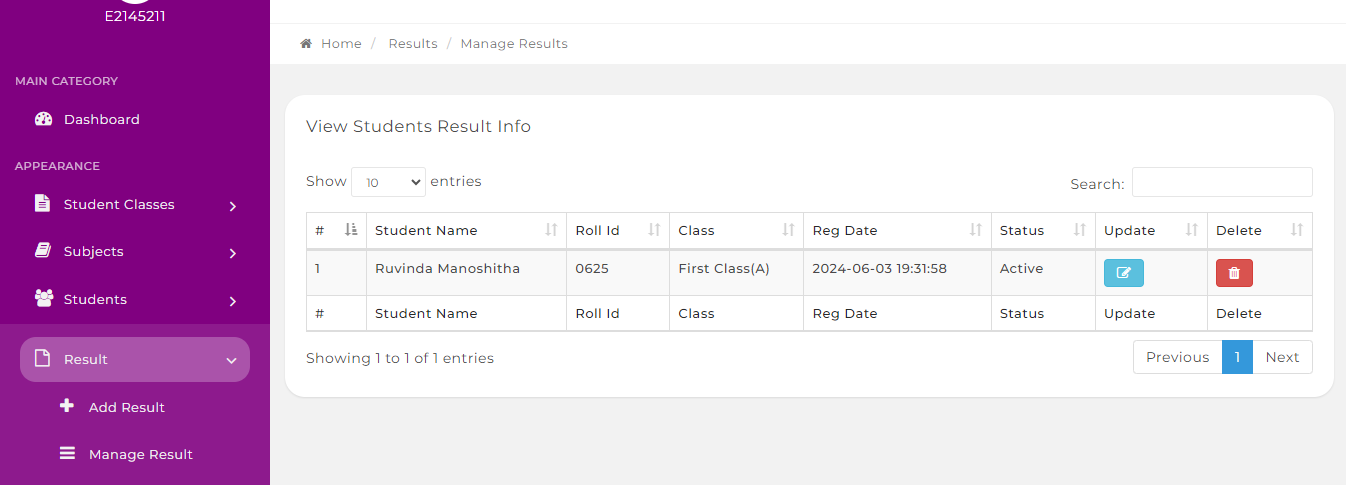 E2145211
MAIN CATEGORY
Dashboard
APPEARANCE
Student Classes
Subjects
Students
Result
Add Result
Manage Result
Home / Results / Manage Results
View Students Result Info
Show 10 entries
Search:
# Student Name Roll Id Class Reg Date Status Update Delete
1 Ruvinda Manoshitha 0625 First Class(A) 2024-06-03 19:31:58 Active
# Student Name Roll Id Class Reg Date Status Update Delete
Showing 1 to 1 of 1 entries
Previous 1 Next